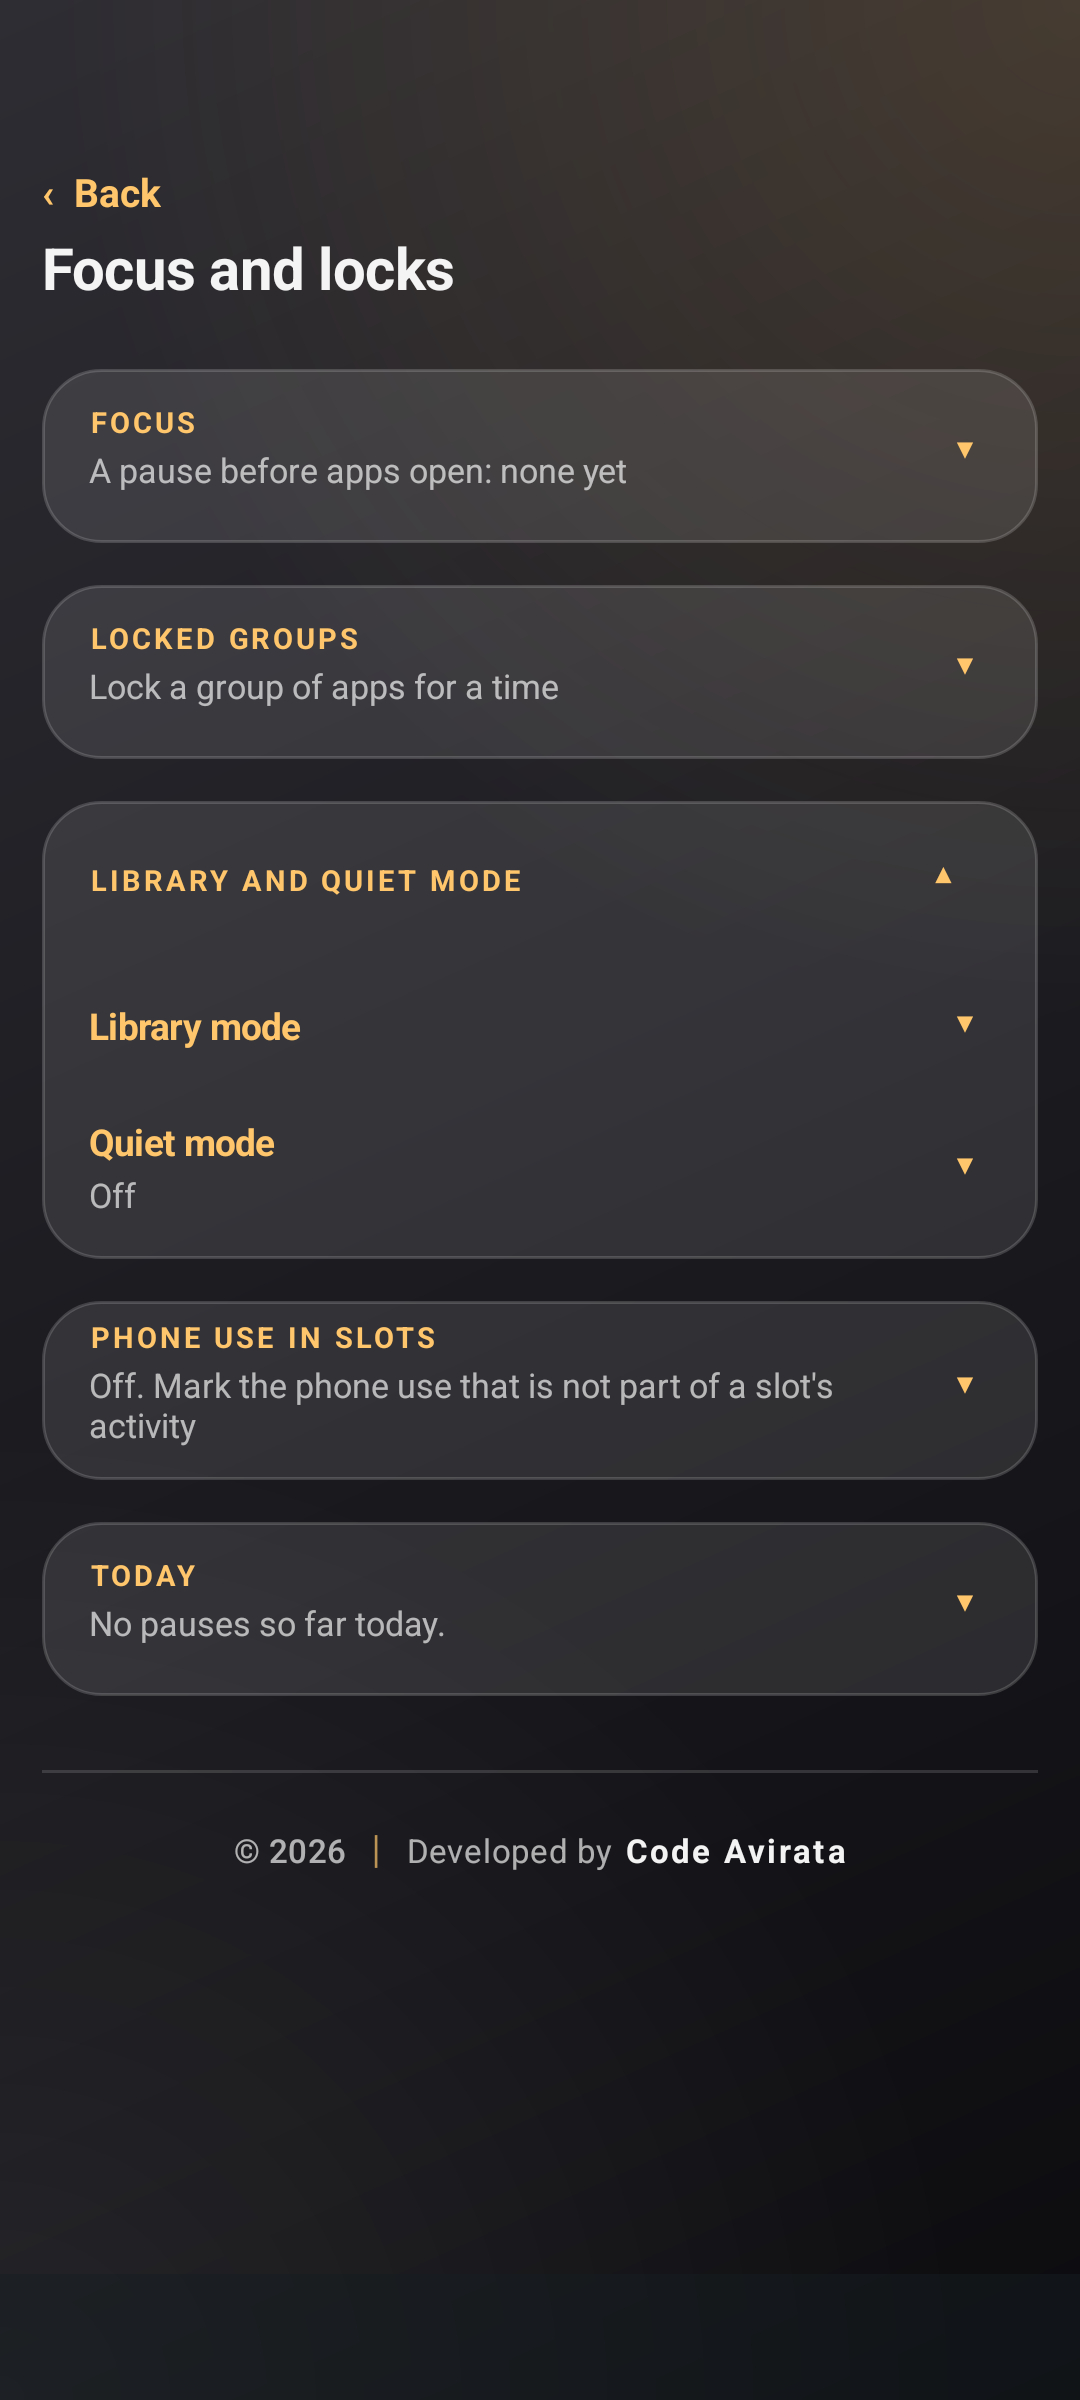 ‹ Back
Focus and locks
FOCUS
A pause before apps open: none yet
▼
LOCKED GROUPS
Lock a group of apps for a time
▼
LIBRARY AND QUIET MODE
▲
Library mode
▼
Quiet mode
Off
▼
PHONE USE IN SLOTS
Off. Mark the phone use that is not part of a slot's
activity
▼
TODAY
No pauses so far today.
▼
© 2026 | Developed by Code Avirata